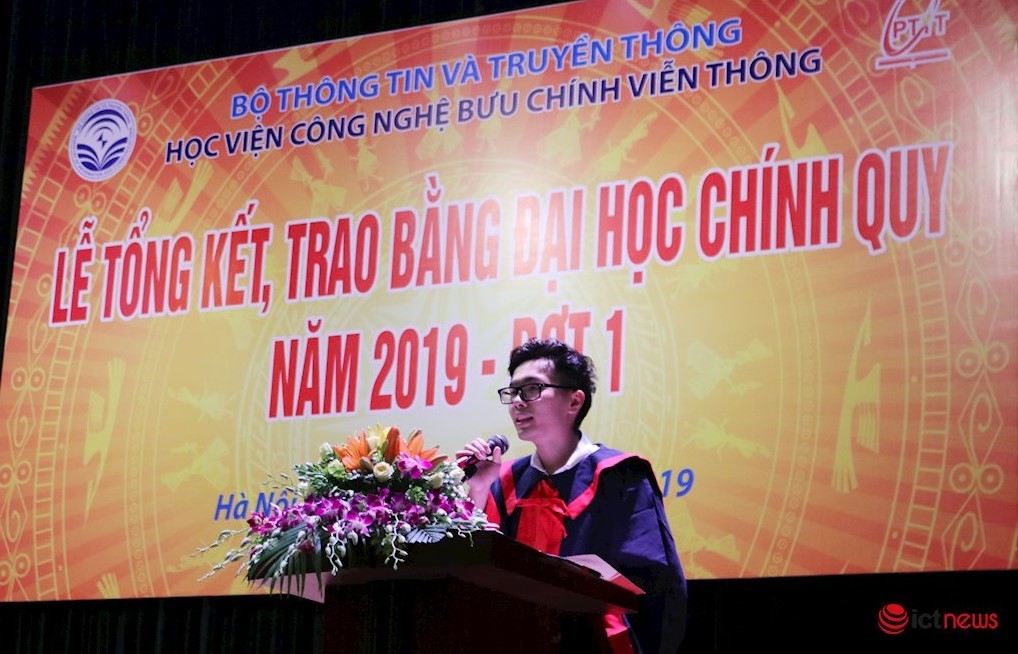 BỘ THÔNG TIN VÀ TRUYỀN THÔNG
HỌC VIỆN CÔNG NGHỆ BƯU CHÍNH VIỄN THÔNG
PTIT
LỄ TỔNG KẾT, TRAO BẰNG ĐẠI HỌC CHÍNH QUY
NĂM 2019 - ĐỢT 1
Hà Nội 19
ictnews